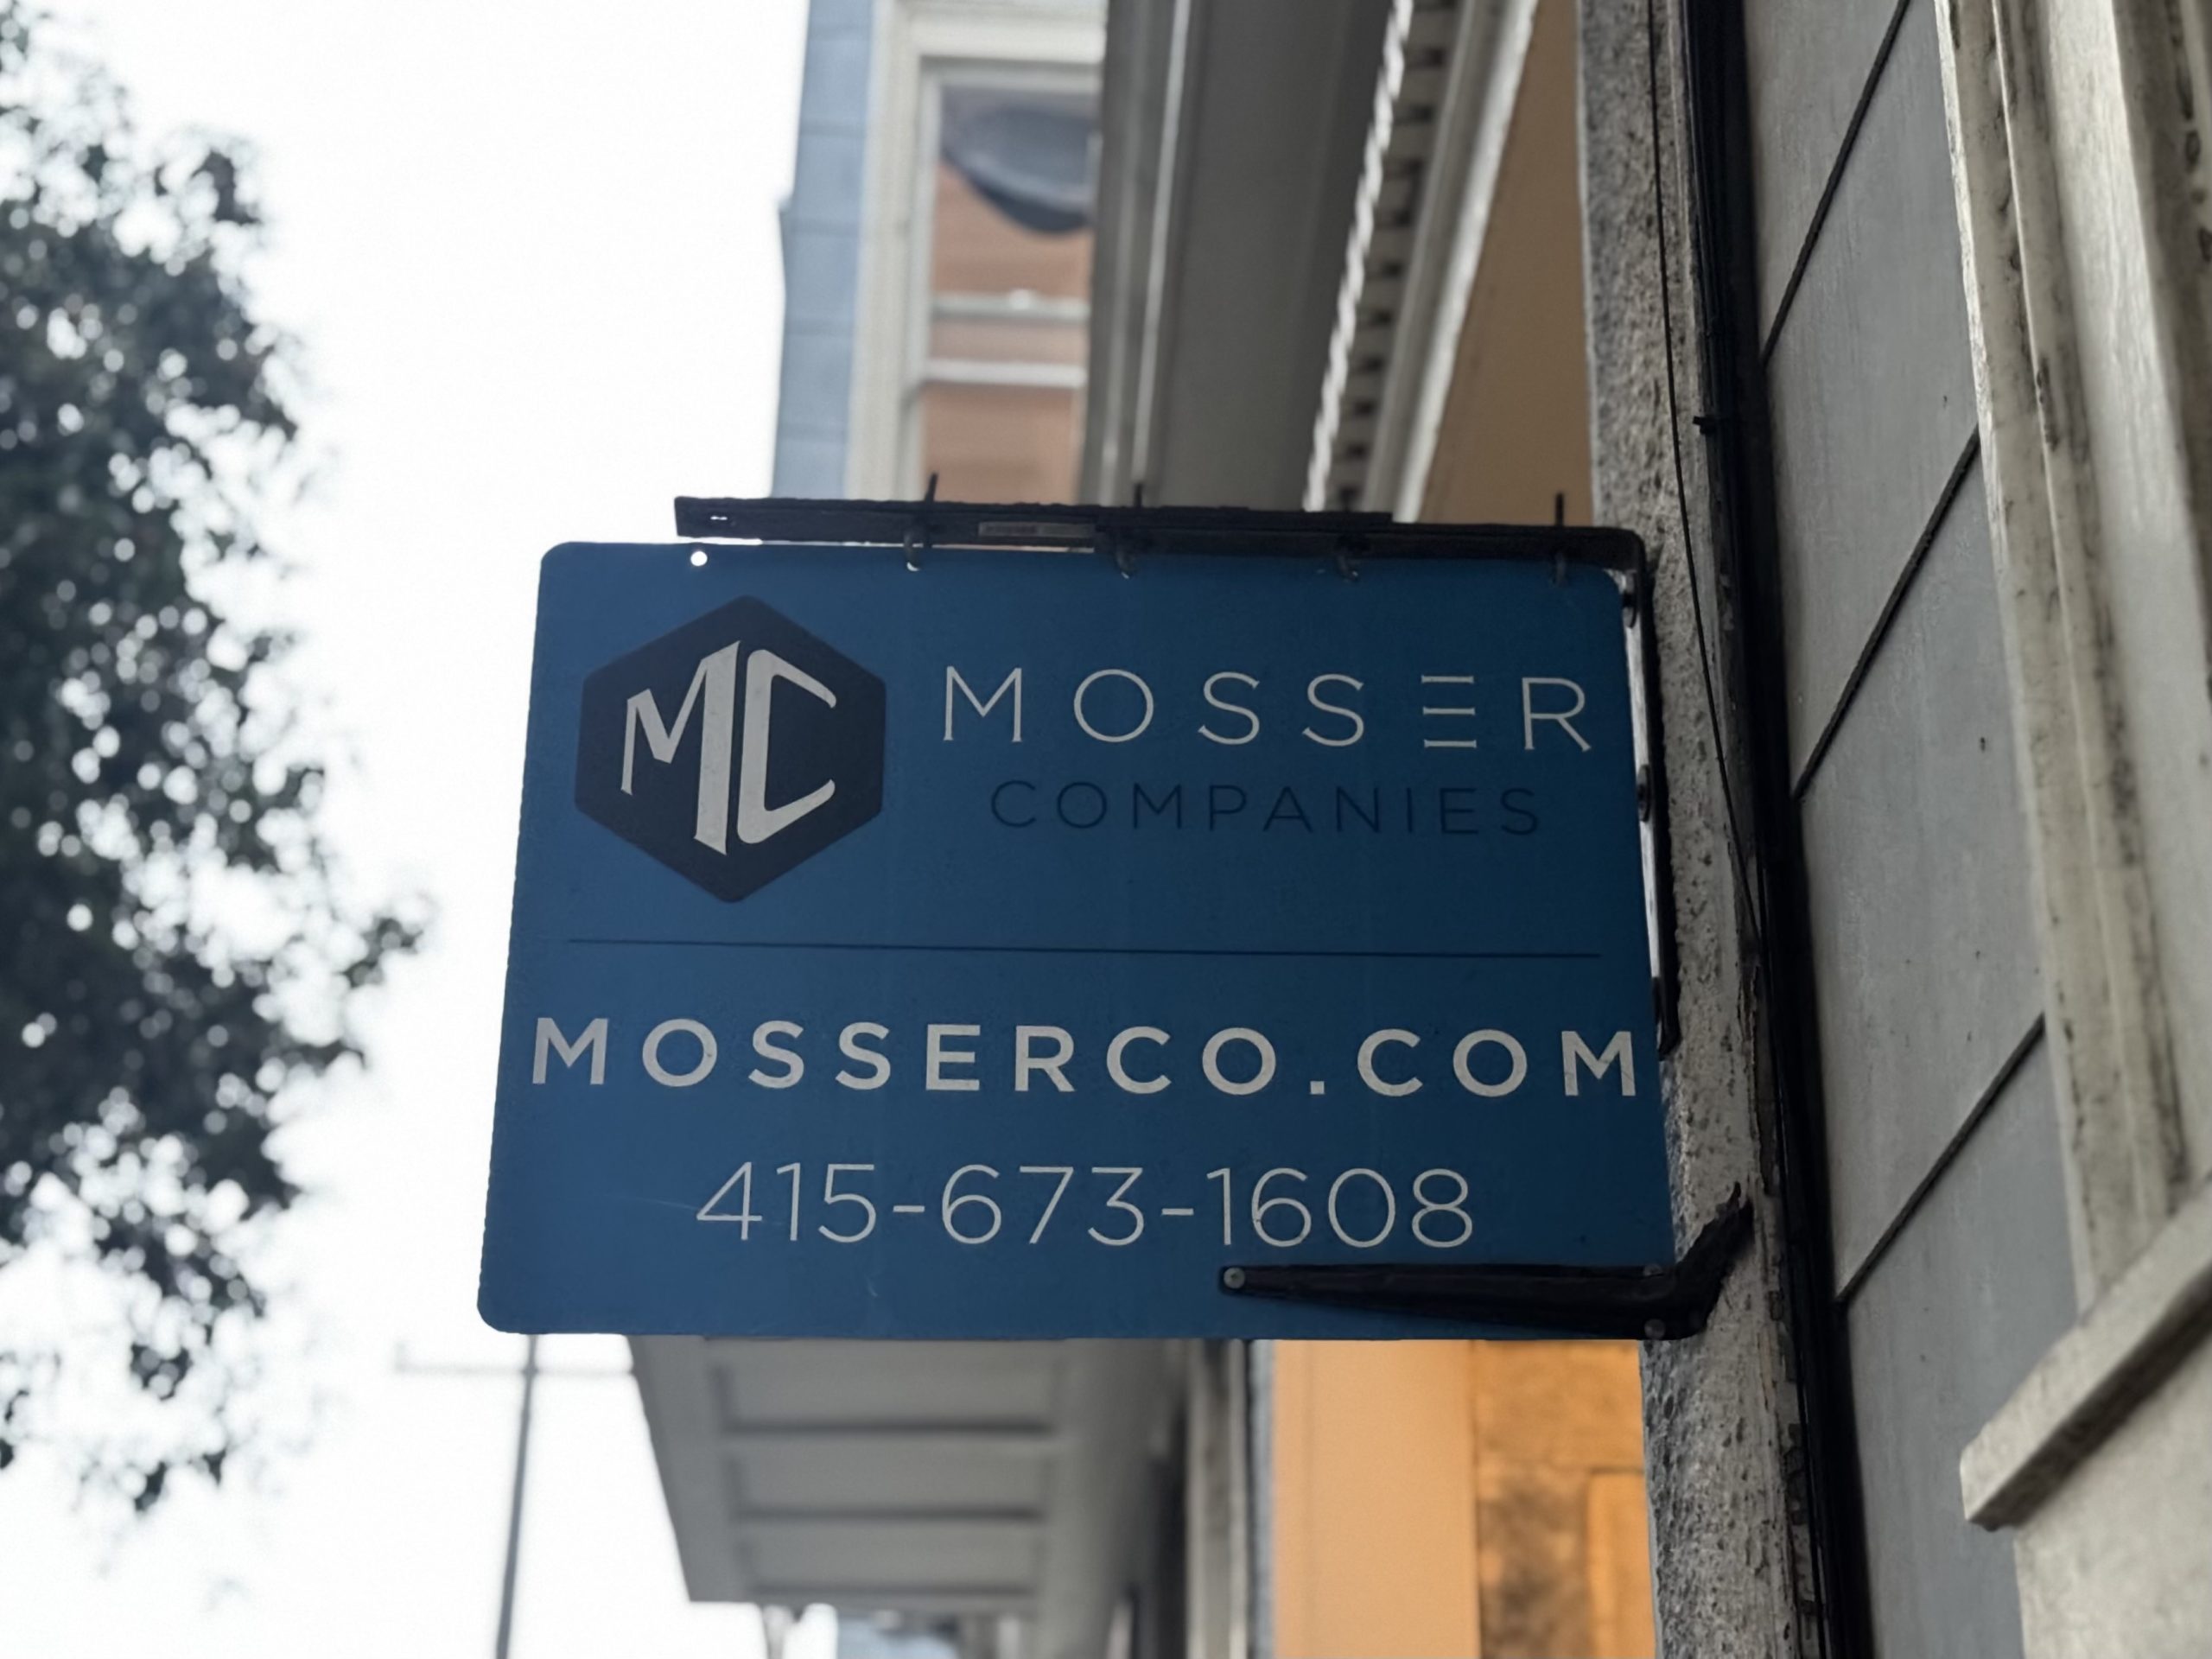 MC
MOSSER
COMPANIES
MOSSERCO.COM
415-673-1608